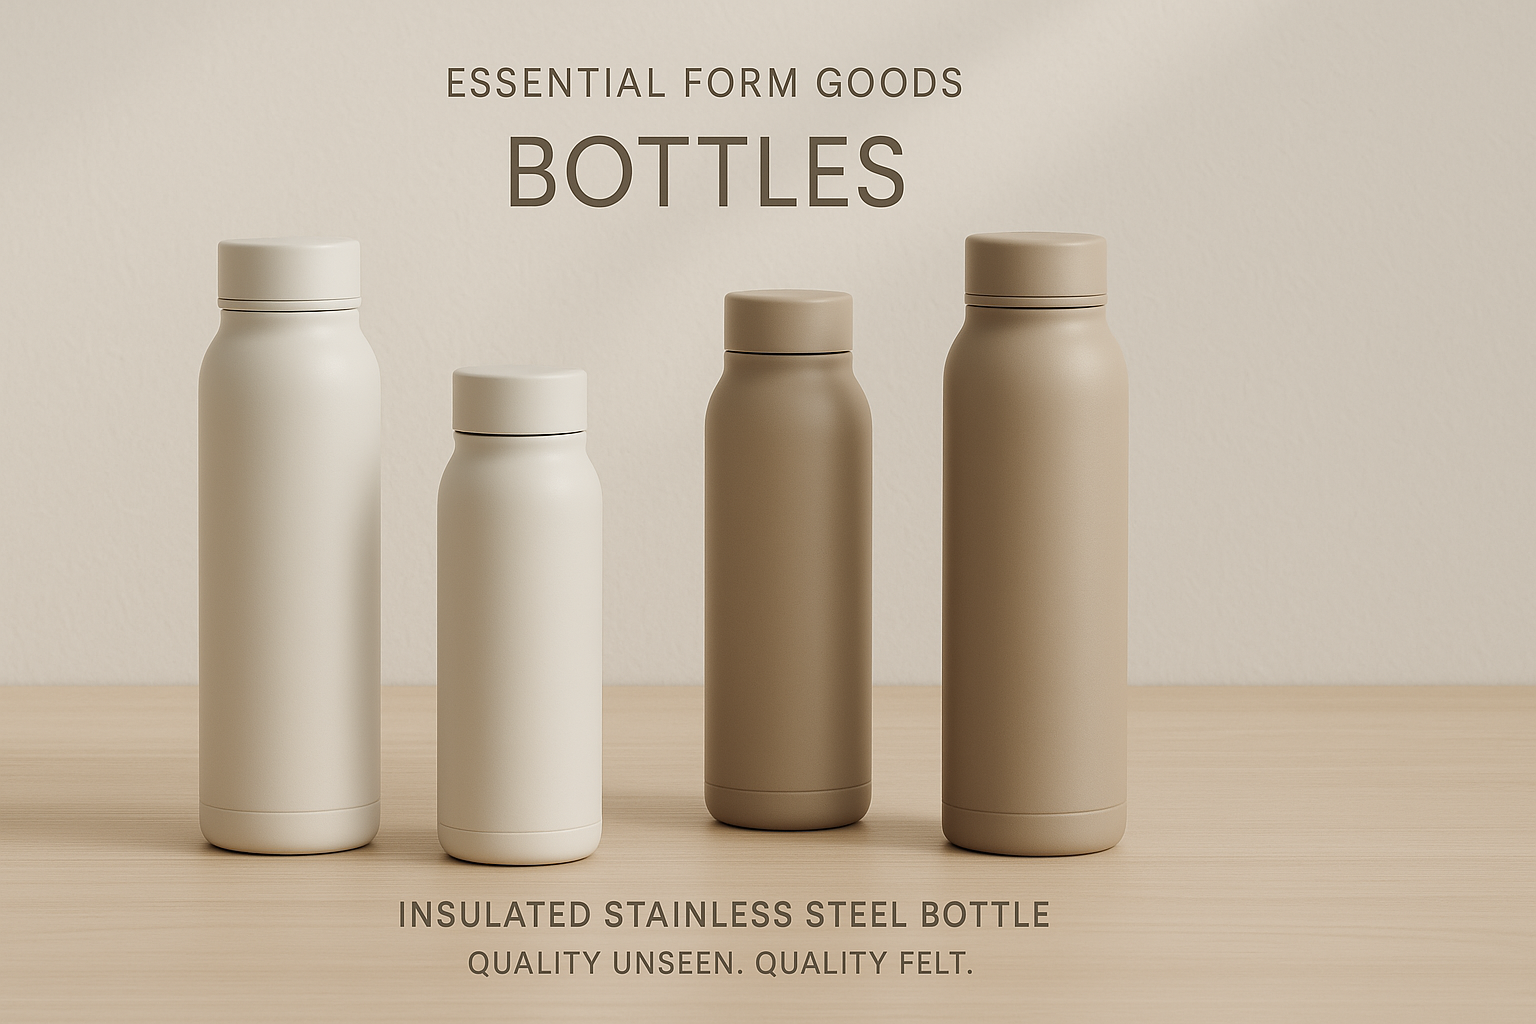 ESSENTIAL FORM GOODS
BOTTLES
INSULATED STAINLESS STEEL BOTTLE
QUALITY UNSEEN. QUALITY FELT.